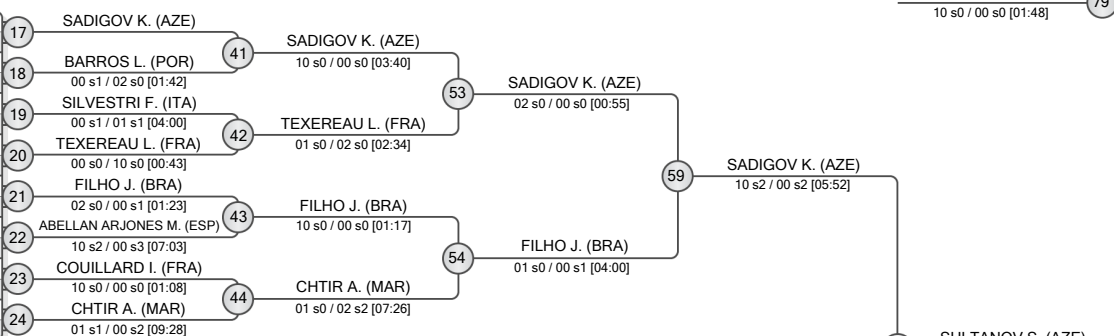 79
10 s0 / 00 s0 [01:48]
17
SADIGOV K. (AZE)
18
BARROS L. (POR)
00 s1 / 02 s0 [01:42]
19
SILVESTRI F. (ITA)
00 s1 / 01 s1 [04:00]
20
TEXEREAU L. (FRA)
00 s0 / 10 s0 [00:43]
21
FILHO J. (BRA)
02 s0 / 00 s1 [01:23]
22
ABELLAN ARJONES M. (ESP)
10 s2 / 00 s3 [07:03]
23
COUILLARD I. (FRA)
10 s0 / 00 s0 [01:08]
24
CHTIR A. (MAR)
01 s1 / 00 s2 [09:28]
41
SADIGOV K. (AZE)
10 s0 / 00 s0 [03:40]
42
TEXEREAU L. (FRA)
01 s0 / 02 s0 [02:34]
43
FILHO J. (BRA)
10 s0 / 00 s0 [01:17]
44
CHTIR A. (MAR)
01 s0 / 02 s2 [07:26]
53
SADIGOV K. (AZE)
02 s0 / 00 s0 [00:55]
54
FILHO J. (BRA)
01 s0 / 00 s1 [04:00]
59
SADIGOV K. (AZE)
10 s2 / 00 s2 [05:52]
SULTANOV S. (AZE)